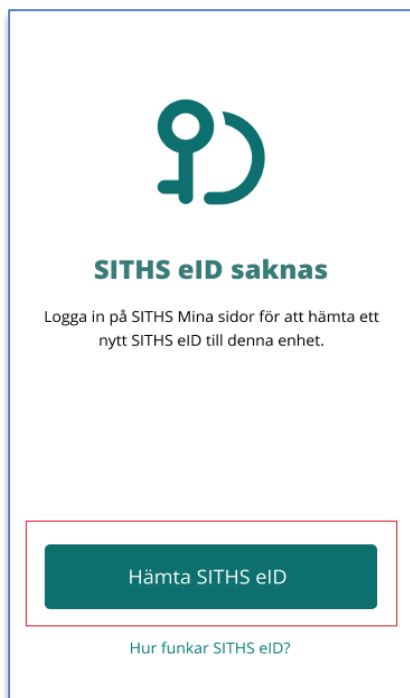 SITHS eID saknas
Logga in på SITHS Mina sidor för att hämta ett
nytt SITHS eID till denna enhet.
Hämta SITHS eID
Hur funkar SITHS eID?